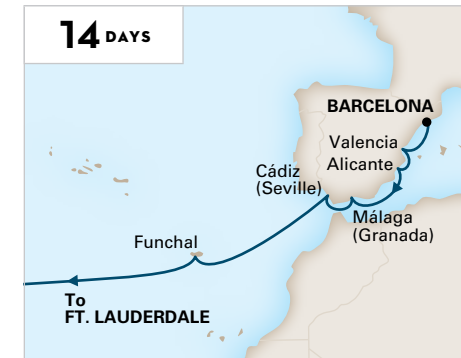 14 DAYS
BARCELONA
Valencia
Alicante
Cádiz
(Seville)
Málaga
(Granada)
Funchal
To
FT. LAUDERDALE